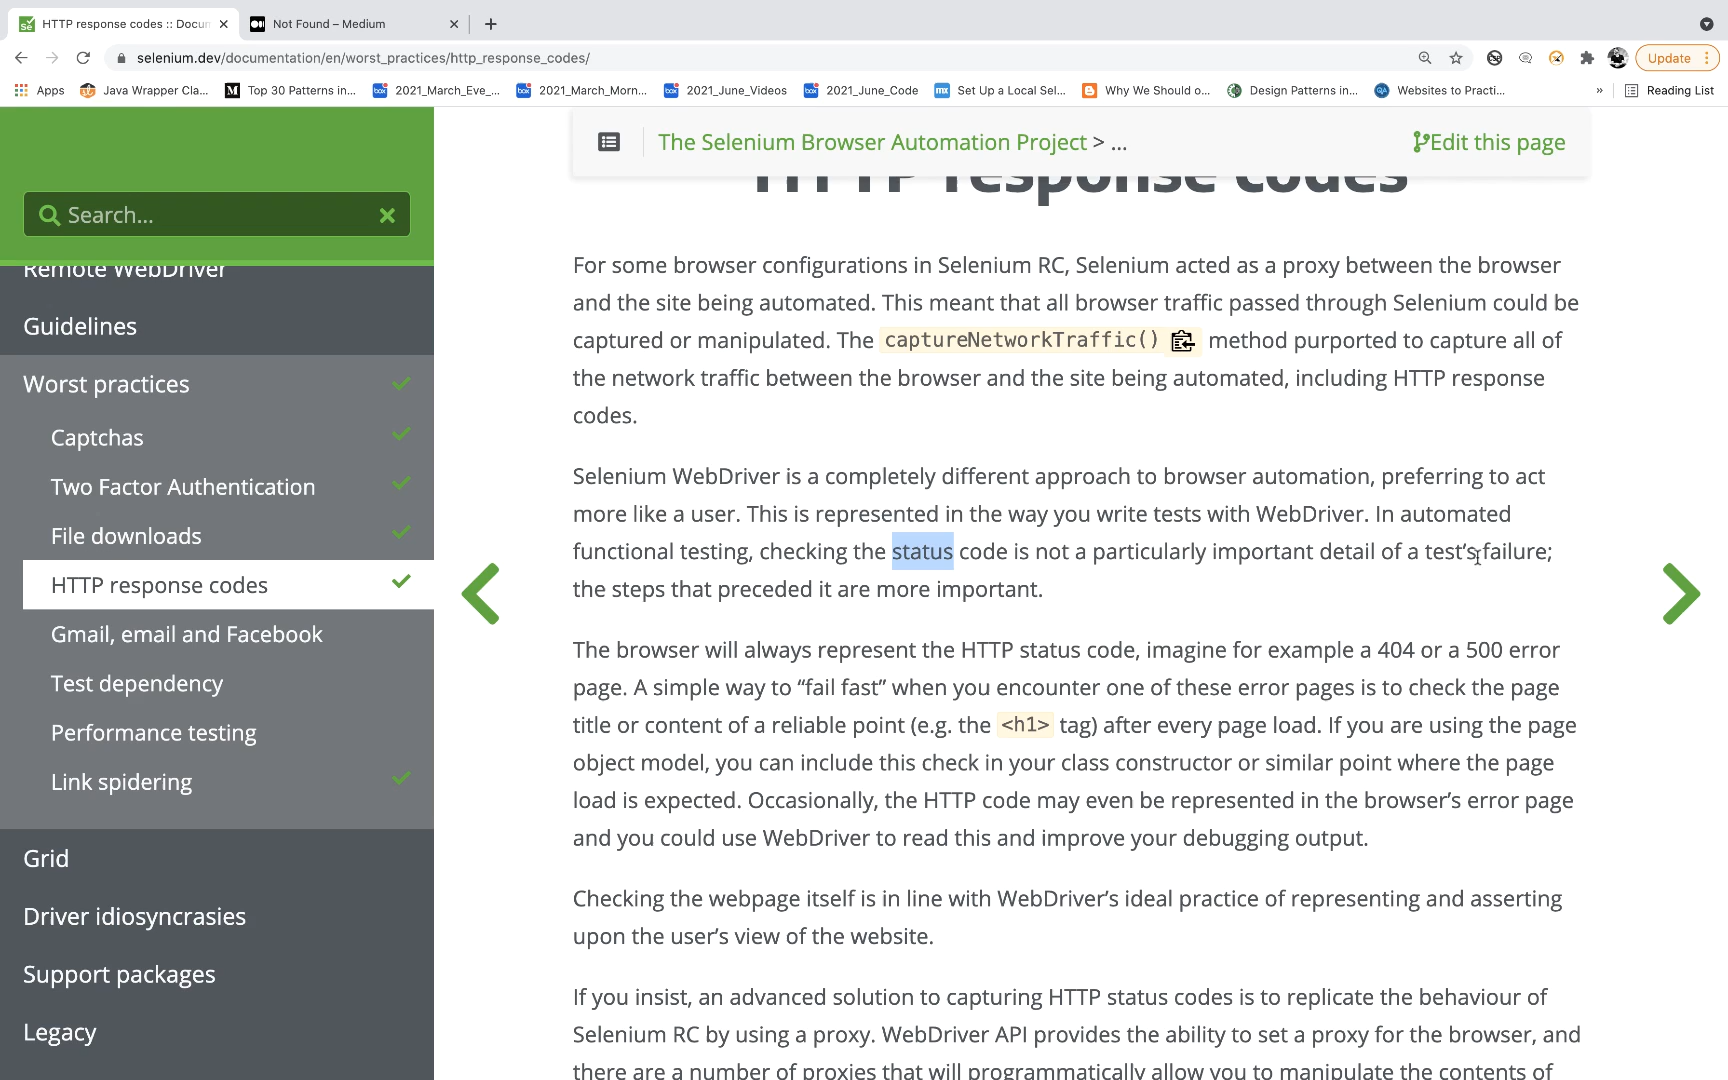 HTTP response codes :: Docun
Not Found – Medium
selenium.dev/documentation/en/worst_practices/http_response_codes/
Update
Apps
Java Wrapper Cla...
Top 30 Patterns in...
2021_March_Eve_...
2021_March_Morn...
2021_June_Videos
2021_June_Code
Set Up a Local Sel...
Why We Should o...
Design Patterns in...
Websites to Practi...
»
Reading List
The Selenium Browser Automation Project > ...
Edit this page
HTTP response codes
Search...
Remote WebDriver
Guidelines
Worst practices
Captchas
Two Factor Authentication
File downloads
HTTP response codes
Gmail, email and Facebook
Test dependency
Performance testing
Link spidering
Grid
Driver idiosyncrasies
Support packages
Legacy
For some browser configurations in Selenium RC, Selenium acted as a proxy between the browser
and the site being automated. This meant that all browser traffic passed through Selenium could be
captured or manipulated. The captureNetworkTraffic() method purported to capture all of
the network traffic between the browser and the site being automated, including HTTP response
codes.
Selenium WebDriver is a completely different approach to browser automation, preferring to act
more like a user. This is represented in the way you write tests with WebDriver. In automated
functional testing, checking the status code is not a particularly important detail of a test’s failure;
the steps that preceded it are more important.
The browser will always represent the HTTP status code, imagine for example a 404 or a 500 error
page. A simple way to “fail fast” when you encounter one of these error pages is to check the page
title or content of a reliable point (e.g. the <h1> tag) after every page load. If you are using the page
object model, you can include this check in your class constructor or similar point where the page
load is expected. Occasionally, the HTTP code may even be represented in the browser’s error page
and you could use WebDriver to read this and improve your debugging output.
Checking the webpage itself is in line with WebDriver’s ideal practice of representing and asserting
upon the user’s view of the website.
If you insist, an advanced solution to capturing HTTP status codes is to replicate the behaviour of
Selenium RC by using a proxy. WebDriver API provides the ability to set a proxy for the browser, and
there are a number of proxies that will programmatically allow you to manipulate the contents of